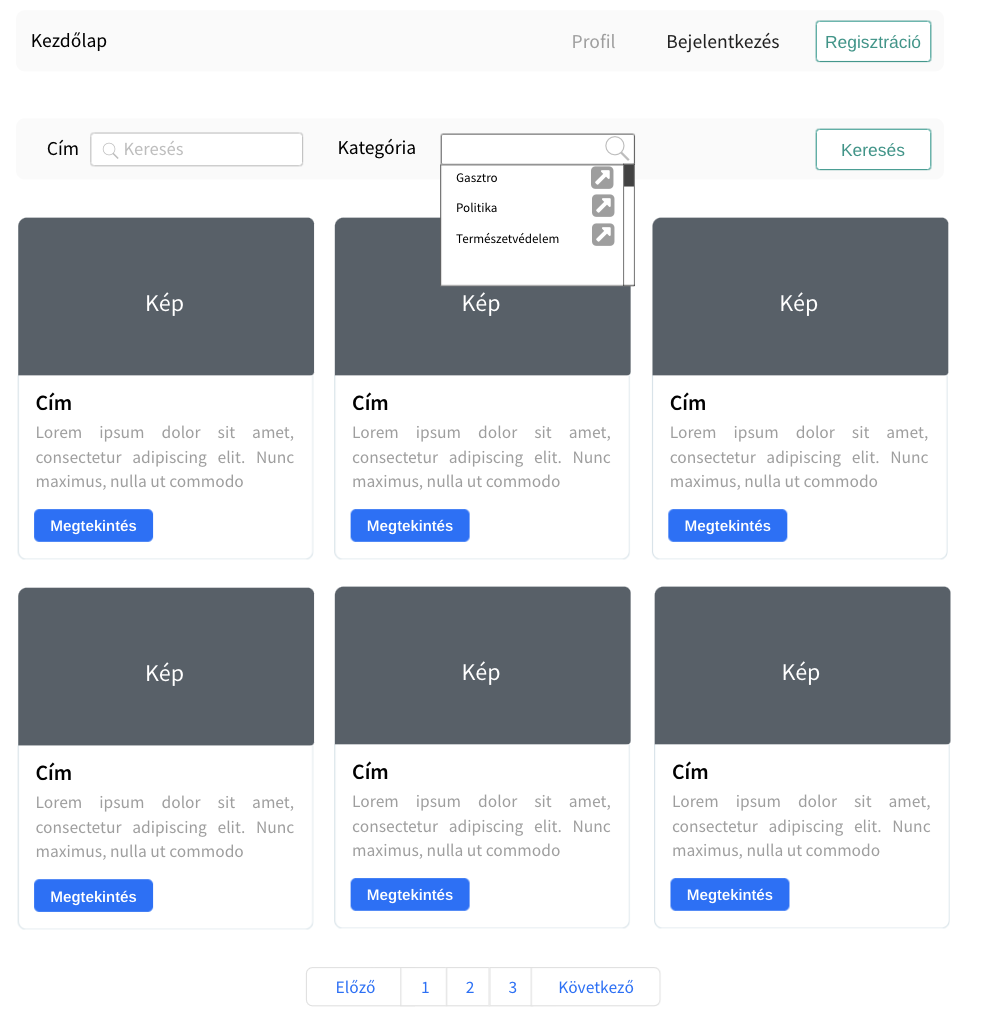 Kezdőlap
Profil
Bejelentkezés
Regisztráció
Cím
Keresés
Kategória
Keresés
Gasztro
Politika
Természetvédelem
Kép
Kép
Kép
Cím
Lorem ipsum dolor sit amet,
consectetur adipiscing elit. Nunc
maximus, nulla ut commodo
Megtekintés
Cím
Lorem ipsum dolor sit amet,
consectetur adipiscing elit. Nunc
maximus, nulla ut commodo
Megtekintés
Cím
Lorem ipsum dolor sit amet,
consectetur adipiscing elit. Nunc
maximus, nulla ut commodo
Megtekintés
Kép
Kép
Kép
Cím
Lorem ipsum dolor sit amet,
consectetur adipiscing elit. Nunc
maximus, nulla ut commodo
Megtekintés
Cím
Lorem ipsum dolor sit amet,
consectetur adipiscing elit. Nunc
maximus, nulla ut commodo
Megtekintés
Cím
Lorem ipsum dolor sit amet,
consectetur adipiscing elit. Nunc
maximus, nulla ut commodo
Megtekintés
Előző 1 2 3 Következő